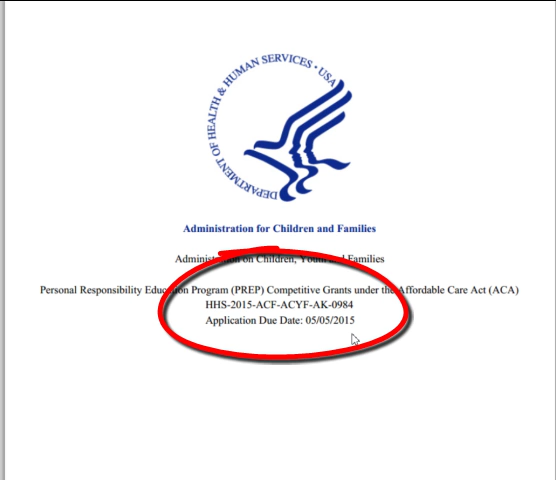 DEPARTMENT OF HEALTH & HUMAN SERVICES • USA
Administration for Children and Families
Administration on Children, Youth and Families
Personal Responsibility Education Program (PREP) Competitive Grants under the Affordable Care Act (ACA)
HHS-2015-ACF-ACYF-AK-0984
Application Due Date: 05/05/2015